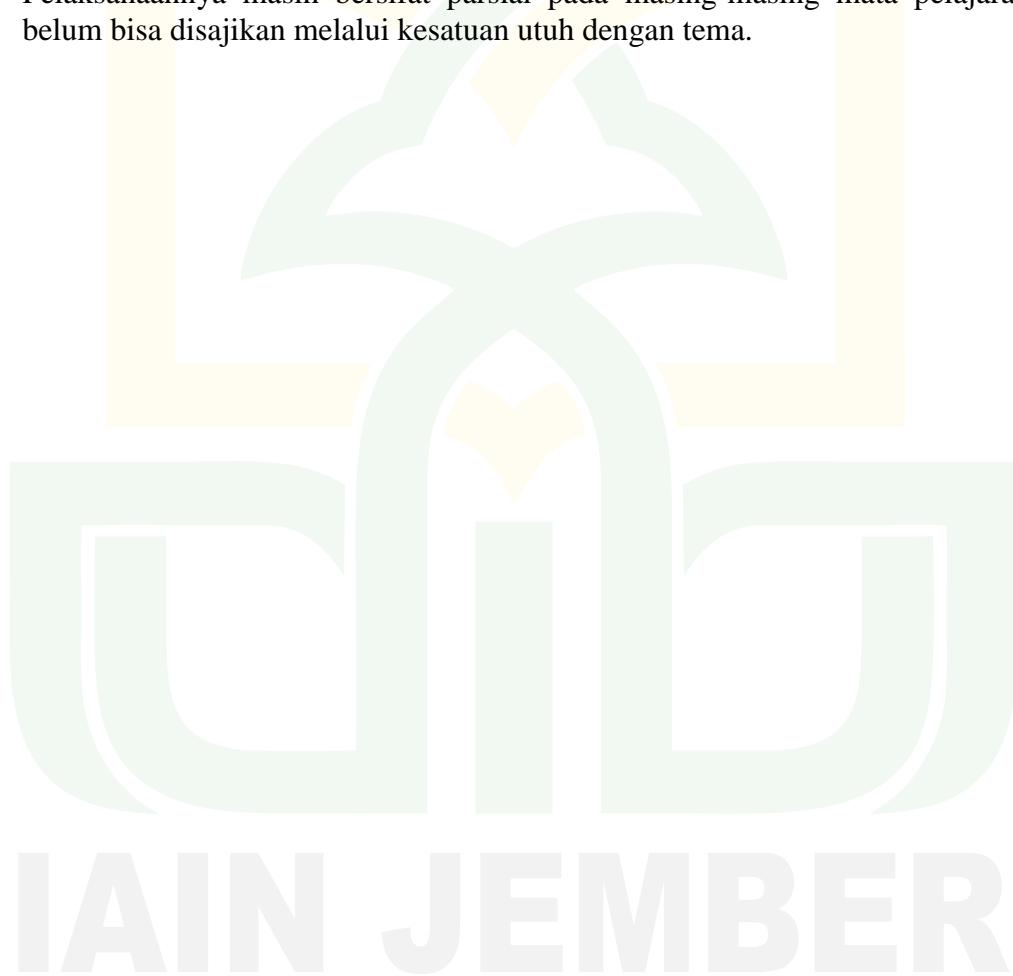 Pelaksanaannya masih bersifat parsial pada masing-masing mata
belum bisa disajikan melalui kesatuan utuh dengan tema.
IAIN JEMBER